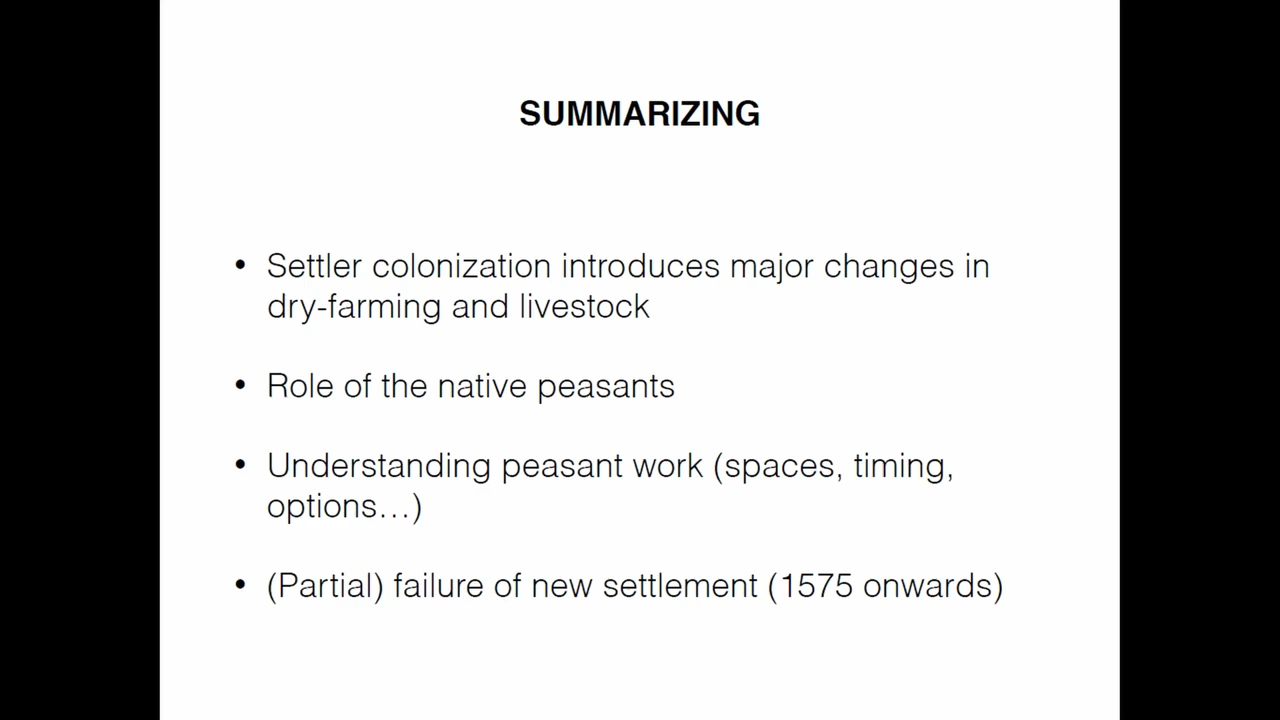 SUMMARIZING
• Settler colonization introduces major changes in
dry-farming and livestock
• Role of the native peasants
• Understanding peasant work (spaces, timing,
options…)
• (Partial) failure of new settlement (1575 onwards)